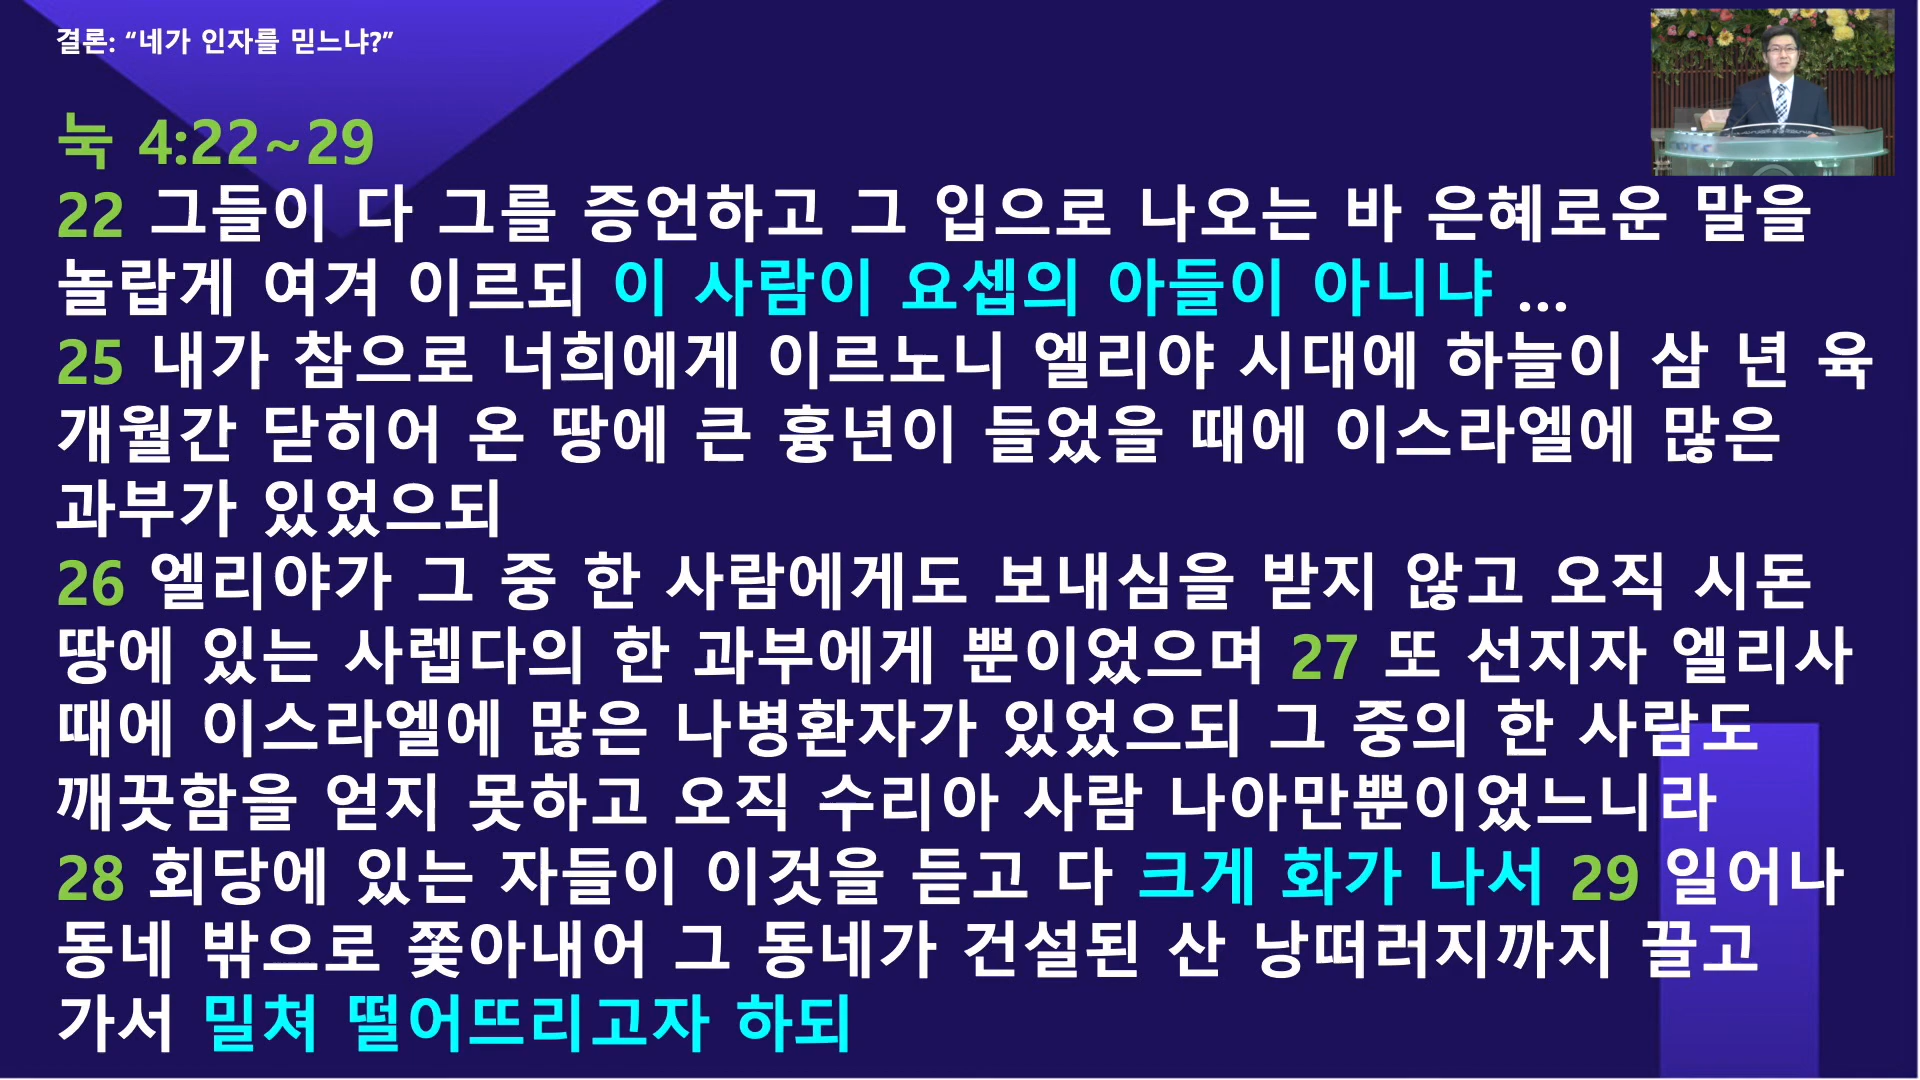 결론: “네가 인자를 믿느냐?”
눅 4:22~29
22 그들이 다 그를 증언하고 그 입으로 나오는 바 은혜로운 말을
놀랍게 여겨 이르되 이 사람이 요셉의 아들이 아니냐 ...
25 내가 참으로 너희에게 이르노니 엘리야 시대에 하늘이 삼 년 육
개월간 닫히어 온 땅에 큰 흉년이 들었을 때에 이스라엘에 많은
과부가 있었으되
26 엘리야가 그 중 한 사람에게도 보내심을 받지 않고 오직 시돈
땅에 있는 사렙다의 한 과부에게 뿐이었으며 27 또 선지자 엘리사
때에 이스라엘에 많은 나병환자가 있었으되 그 중의 한 사람도
깨끗함을 얻지 못하고 오직 수리아 사람 나아만뿐이었느니라
28 회당에 있는 자들이 이것을 듣고 다 크게 화가 나서 29 일어나
동네 밖으로 쫓아내어 그 동네가 건설된 산 낭떠러지까지 끌고
가서 밀쳐 떨어뜨리고자 하되